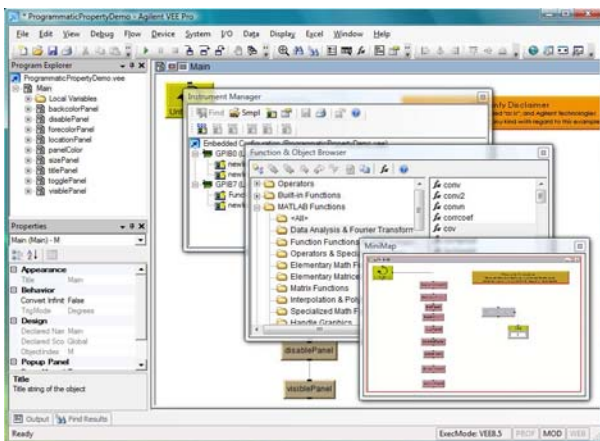 * ProgrammaticPropertyDemo - Agilent VEE Pro
File Edit View Debug Flow Device System I/O Data Display Excel Window Help
Program Explorer
ProgrammaticPropertyDemo.vee
Main
Local Variables
backcolorPanel
disablePanel
forecolorPanel
locationPanel
panelColor
sizePanel
titlePanel
togglePanel
visiblePanel
Properties
Main (Main) - M
Appearance
Title Main
Behavior
Convert Infinit False
TrigMode Degrees
Design
Declared Nar Main
Declared Sco Global
ObjectIndex M
Popup Panel
Title
Title string of the object
Output Find Results
Ready
Main
Instrument Manager
Find Smpl
Embedded Configuration (ProgrammaticPropertyDemo.vee)
GPIB0
GPIB7
Function & Object Browser
Operators
Built-in Functions
MATLAB Functions
<All>
Data Analysis & Fourier Transform
Function Functions
Operators & Speci
Elementary Math F
Elementary Matrice
Matrix Functions
Interpolation & Poly
Specialized Math F
Handle Graphics
conv
conv2
convn
corrcoef
cov
MiniMap
disablePanel
visiblePanel
Disclaimer
ExecMode: VEE8.5 PROF MOD WEB